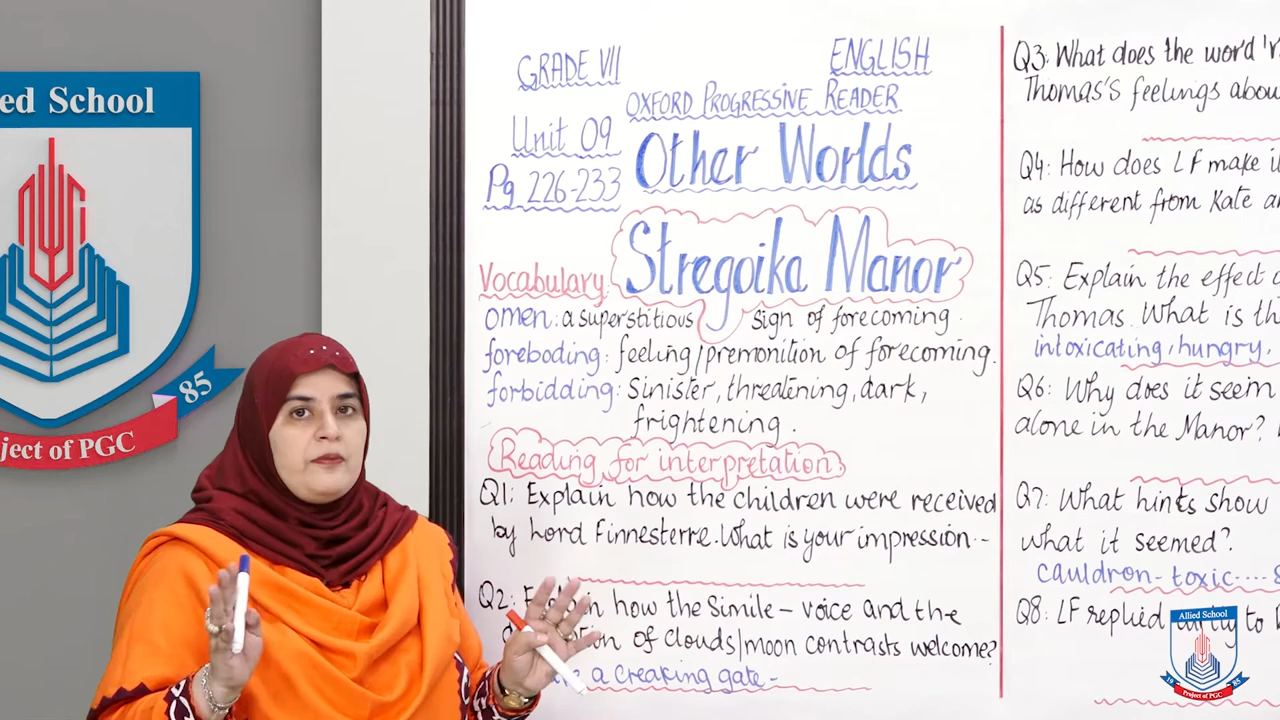 ed School
85
ject of PGC
GRADE VII
ENGLISH
OXFORD PROGRESSIVE READER
Unit 09
Other Worlds
Pg 226-233
Stregoika Manor
Vocabulary:
omen: a superstitious sign of forecoming.
foreboding: feeling/premonition of forecoming.
forbidding: sinister, threatening, dark,
frightening.
Reading for interpretation
Q1: Explain how the children were received
by Lord Finnesterre. What is your impression --
Q2: how the Simile - voice and the
of clouds/moon contrasts welcome?
a creaking gate -
Q3: What does the word 'r
Thomas's feelings abou
Q4: How does LF make i
as different from Kate a
Q5: Explain the effect
Thomas. What is th
intoxicating, hungry,
Q6: Why does it seem
alone in the Manor?
Q7: What hints show
what it seemed?
cauldron - toxic .... s
Q8: LF replied to
Allied School
19 85
Project of PGC